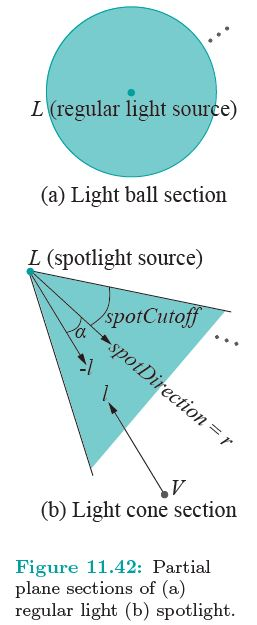 L (regular light source)
(a) Light ball section
L (spotlight source)
spotCutoff
α
-l
spotDirection = r
l
V
(b) Light cone section
Figure 11.42: Partial
plane sections of (a)
regular light (b) spotlight.